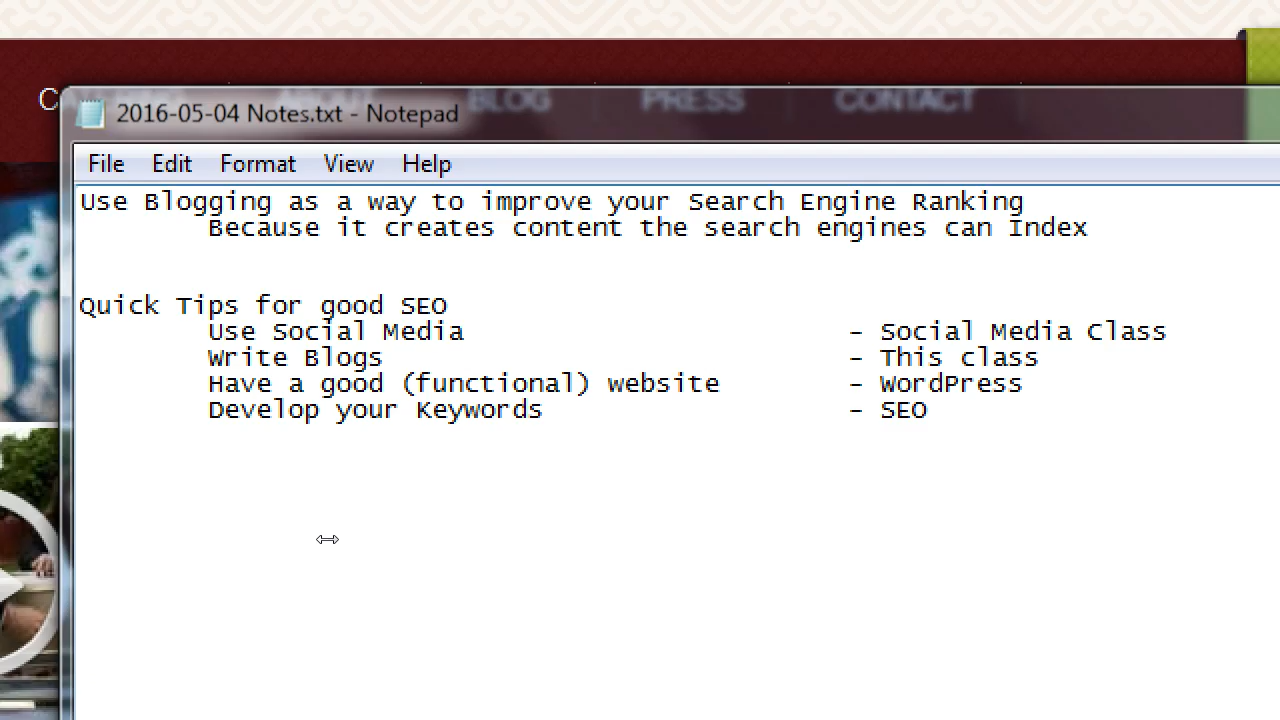 CATERING ABOUT BLOG PRESS CONTACT
2016-05-04 Notes.txt - Notepad
File Edit Format View Help
Use Blogging as a way to improve your Search Engine Ranking
Because it creates content the search engines can Index
Quick Tips for good SEO
Use Social Media - Social Media Class
Write Blogs - This class
Have a good (functional) website - WordPress
Develop your Keywords - SEO